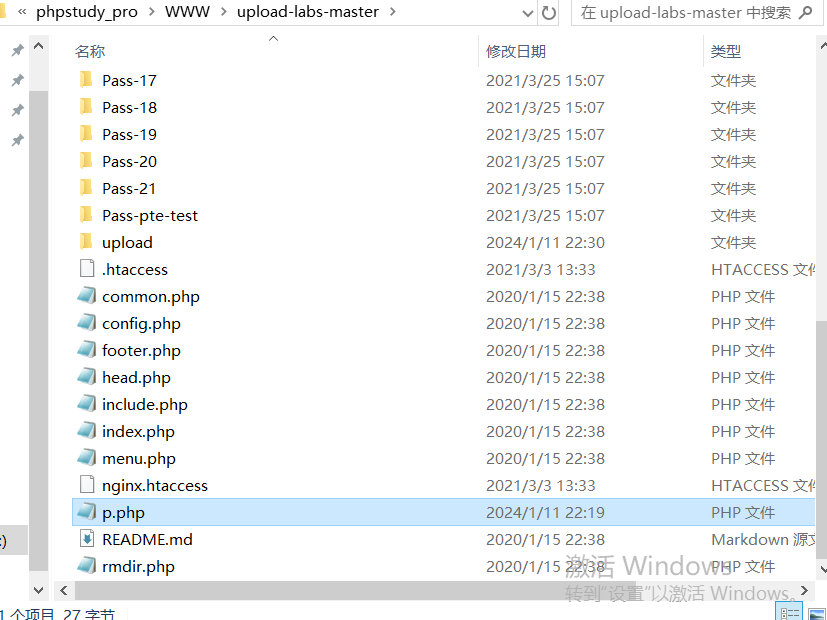 « phpstudy_pro > WWW > upload-labs-master > 在 upload-labs-master 中搜索
名称 修改日期 类型
Pass-17 2021/3/25 15:07 文件夹
Pass-18 2021/3/25 15:07 文件夹
Pass-19 2021/3/25 15:07 文件夹
Pass-20 2021/3/25 15:07 文件夹
Pass-21 2021/3/25 15:07 文件夹
Pass-pte-test 2021/3/25 15:07 文件夹
upload 2024/1/11 22:30 文件夹
.htaccess 2021/3/3 13:33 HTACCESS 文件
common.php 2020/1/15 22:38 PHP 文件
config.php 2020/1/15 22:38 PHP 文件
footer.php 2020/1/15 22:38 PHP 文件
head.php 2020/1/15 22:38 PHP 文件
include.php 2020/1/15 22:38 PHP 文件
index.php 2020/1/15 22:38 PHP 文件
menu.php 2020/1/15 22:38 PHP 文件
nginx.htaccess 2021/3/3 13:33 HTACCESS 文件
p.php 2024/1/11 22:19 PHP 文件
README.md 2020/1/15 22:38 Markdown 源文
rmdir.php 2020/1/15 22:38 PHP 文件
激活 Windows
转到"设置"以激活 Windows。
:)
1 个项目 27 字节